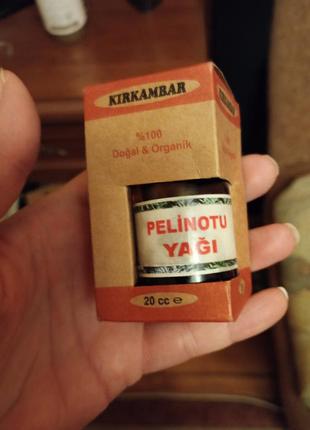 KIRKAMBAR
%100
Doğal & Organik
PELİNOTU
YAĞI
20 cc e